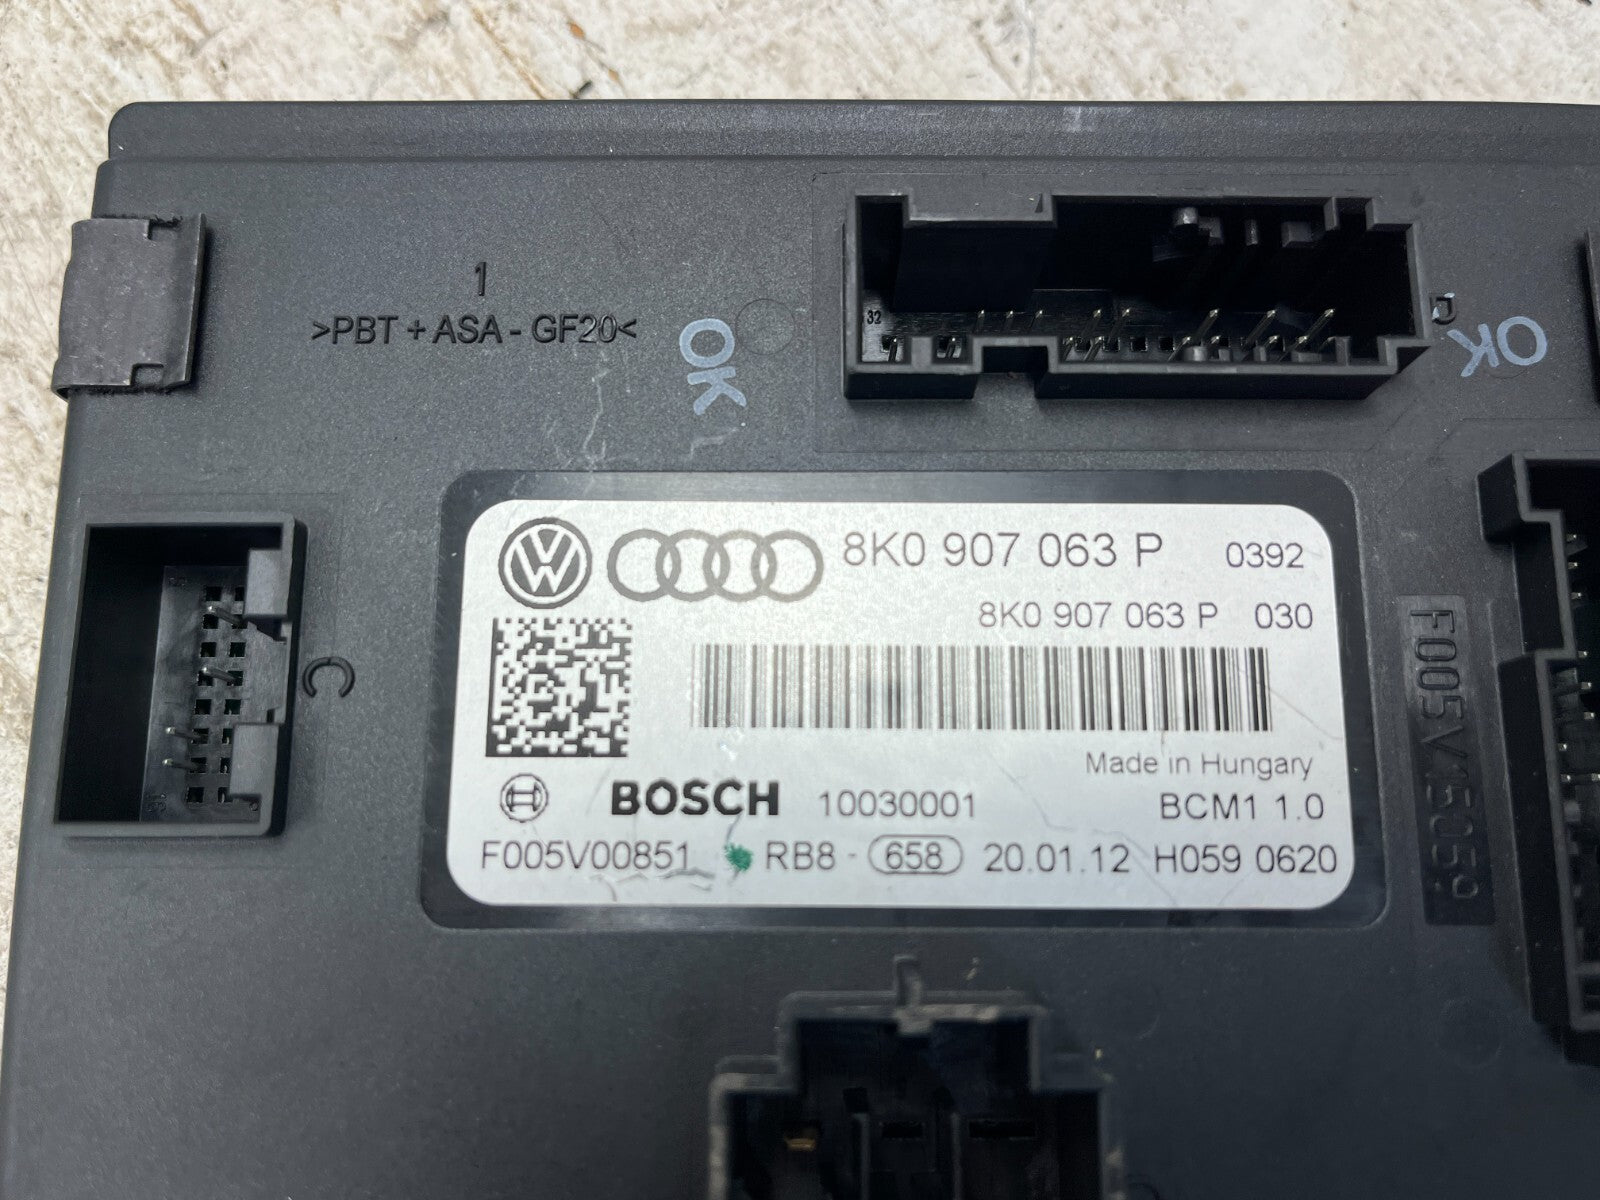 1
>PBT + ASA - GF20<
OK
32
D
OK
C
16
8K0 907 063 P 0392
8K0 907 063 P 030
Made in Hungary
BOSCH 10030001 BCM1 1.0
F005V00851 RB8 - 658 20.01.12 H059 0620